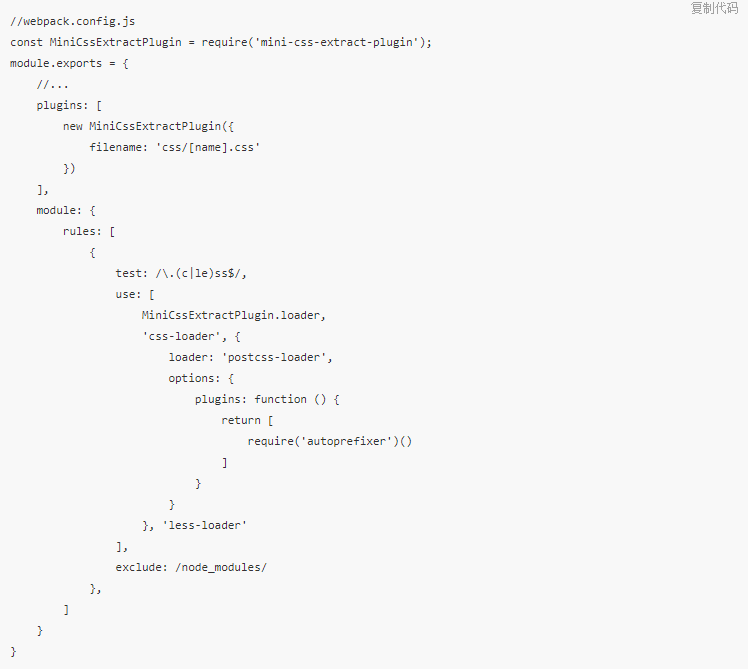 复制代码
//webpack.config.js
const MiniCssExtractPlugin = require('mini-css-extract-plugin');
module.exports = {
    //...
    plugins: [
        new MiniCssExtractPlugin({
            filename: 'css/[name].css'
        })
    ],
    module: {
        rules: [
            {
                test: /\.(c|le)ss$/,
                use: [
                    MiniCssExtractPlugin.loader,
                    'css-loader', {
                        loader: 'postcss-loader',
                        options: {
                            plugins: function () {
                                return [
                                    require('autoprefixer')()
                                ]
                            }
                        }
                    }, 'less-loader'
                ],
                exclude: /node_modules/
            },
        ]
    }
}